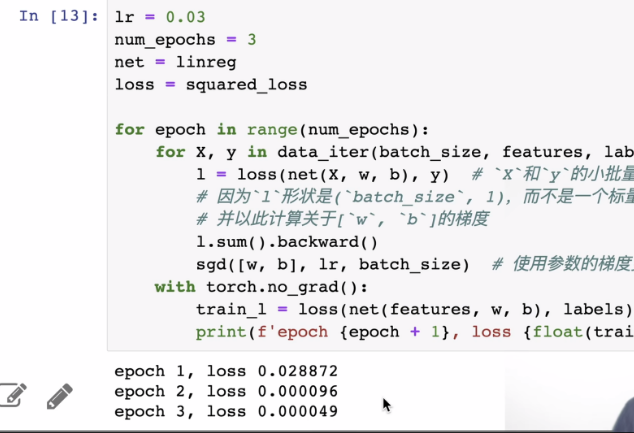 In [13]:
lr = 0.03
num_epochs = 3
net = linreg
loss = squared_loss
for epoch in range(num_epochs):
for X, y in data_iter(batch_size, features, lab
l = loss(net(X, w, b), y)  # `X`和`y`的小批量
# 因为`l`形状是(`batch_size`, 1)，而不是一个标量
# 并以此计算关于[`w`, `b`]的梯度
l.sum().backward()
sgd([w, b], lr, batch_size)  # 使用参数的梯度
with torch.no_grad():
train_l = loss(net(features, w, b), labels)
print(f'epoch {epoch + 1}, loss {float(trai
epoch 1, loss 0.028872
epoch 2, loss 0.000096
epoch 3, loss 0.000049